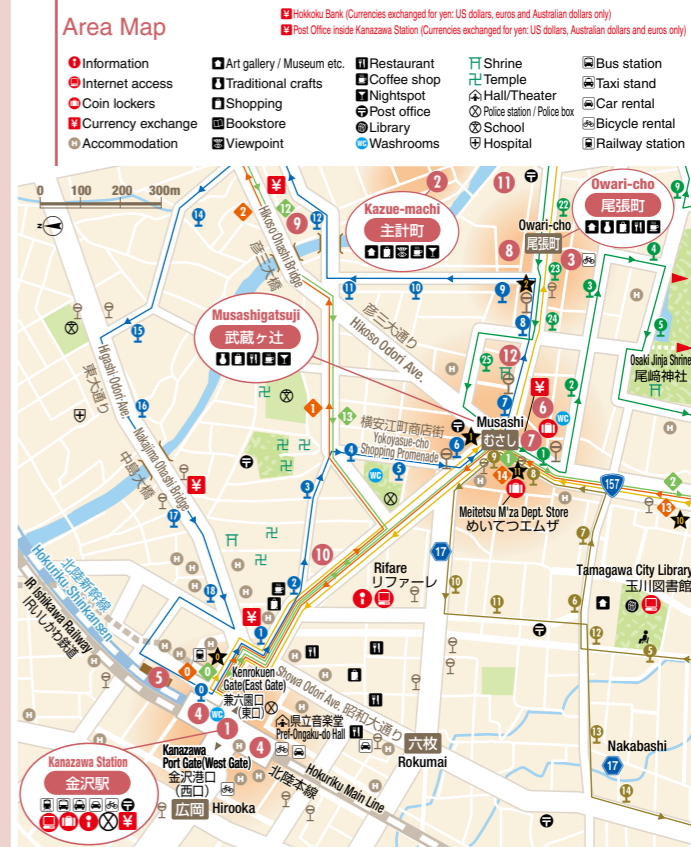 Area Map
¥ Hokkoku Bank (Currencies exchanged for yen: US dollars, euros and Australian dollars only)
¥ Post Office inside Kanazawa Station (Currencies exchanged for yen: US dollars, Australian dollars and euros only)
Information
Internet access
Coin lockers
¥ Currency exchange
H Accommodation
Art gallery / Museum etc.
Traditional crafts
Shopping
Bookstore
Viewpoint
Restaurant
Coffee shop
Nightspot
Post office
Library
WC Washrooms
Shrine
Temple
Hall/Theater
Police station / Police box
School
Hospital
Bus station
Taxi stand
Car rental
Bicycle rental
Railway station
0 100 200 300m
Kazue-machi
主計町
Owari-cho
尾張町
Owari-cho
尾張町
Hikoso Ohashi Bridge
彦三大橋
彦三大通り
Hikoso Odori Ave.
Musashigatsuji
武蔵ヶ辻
Higashi Odori Ave.
東大通り
Nakajima Ohashi Bridge
中島大橋
Osaki Jinja Shrine
尾﨑神社
横安江町商店街
Yokoyasue-cho
Shopping Promenade
Musashi
むさし
157
Meitetsu M'za Dept. Store
めいてつエムザ
17
Rifare
リファーレ
Tamagawa City Library
玉川図書館
北陸新幹線
Hokuriku Shinkansen
IR Ishikawa Railway
IRいしかわ鉄道
Kenrokuen
Gate(East Gate)
兼六園口
(東口)
Showa Odori Ave. 昭和大通り
県立音楽堂
Pref-Ongaku-do Hall
六枚
Rokumai
Nakabashi
17
Kanazawa
Port Gate(West Gate)
金沢港口
(西口)
Hokuriku Main Line
北陸本線
広岡 Hirooka
Kanazawa Station
金沢駅